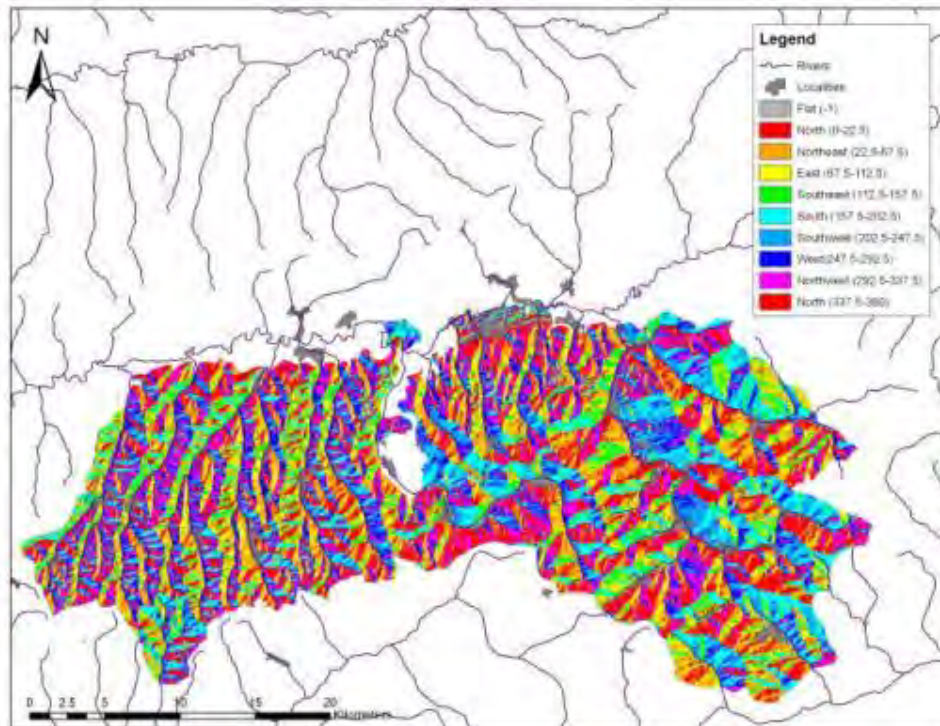 N
Legend
Rivers
Localities
Flat (-1)
North (0-22.5)
Northeast (22.5-67.5)
East (67.5-112.5)
Southeast (112.5-157.5)
South (157.5-202.5)
Southwest (202.5-247.5)
West(247.5-292.5)
Northwest (292.5-337.5)
North (337.5-360)
0 2.5 5 10 15 20
Kilometers